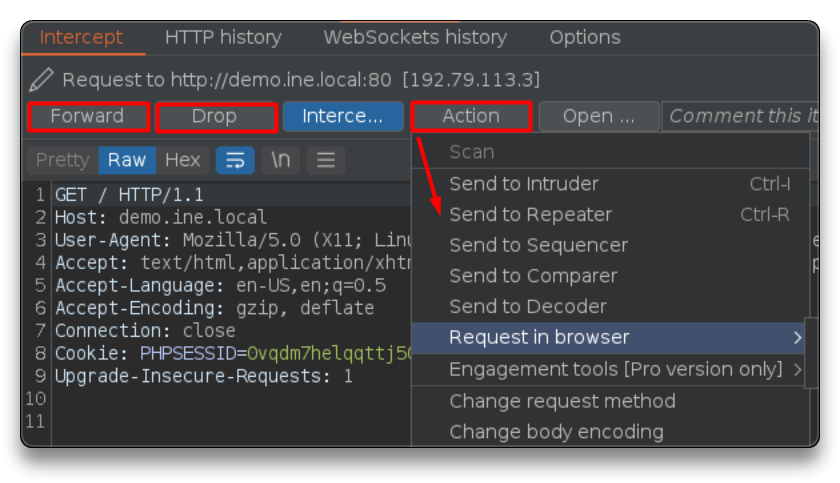 Intercept HTTP history WebSockets history Options
Request to http://demo.ine.local:80 [192.79.113.3]
Forward Drop Interce... Action Open ... Comment this it
Pretty Raw Hex \n
1 GET / HTTP/1.1
2 Host: demo.ine.local
3 User-Agent: Mozilla/5.0 (X11; Linu
4 Accept: text/html,application/xhtm
5 Accept-Language: en-US,en;q=0.5
6 Accept-Encoding: gzip, deflate
7 Connection: close
8 Cookie: PHPSESSID=0vqdm7helqqttj50
9 Upgrade-Insecure-Requests: 1
10
11
Scan
Send to Intruder Ctrl-I
Send to Repeater Ctrl-R
Send to Sequencer
Send to Comparer
Send to Decoder
Request in browser >
Engagement tools [Pro version only] >
Change request method
Change body encoding